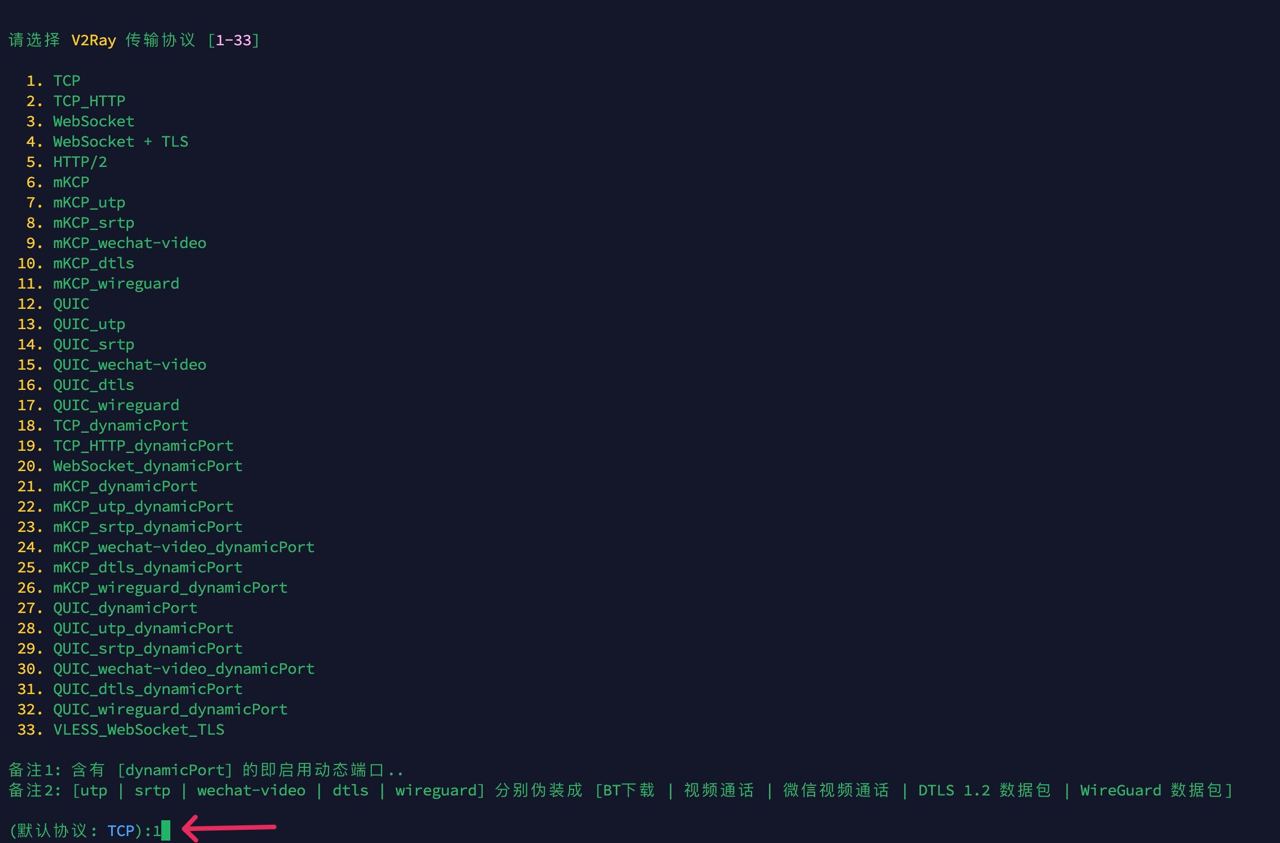 请选择 V2Ray 传输协议 [1-33]
1. TCP
2. TCP_HTTP
3. WebSocket
4. WebSocket + TLS
5. HTTP/2
6. mKCP
7. mKCP_utp
8. mKCP_srtp
9. mKCP_wechat-video
10. mKCP_dtls
11. mKCP_wireguard
12. QUIC
13. QUIC_utp
14. QUIC_srtp
15. QUIC_wechat-video
16. QUIC_dtls
17. QUIC_wireguard
18. TCP_dynamicPort
19. TCP_HTTP_dynamicPort
20. WebSocket_dynamicPort
21. mKCP_dynamicPort
22. mKCP_utp_dynamicPort
23. mKCP_srtp_dynamicPort
24. mKCP_wechat-video_dynamicPort
25. mKCP_dtls_dynamicPort
26. mKCP_wireguard_dynamicPort
27. QUIC_dynamicPort
28. QUIC_utp_dynamicPort
29. QUIC_srtp_dynamicPort
30. QUIC_wechat-video_dynamicPort
31. QUIC_dtls_dynamicPort
32. QUIC_wireguard_dynamicPort
33. VLESS_WebSocket_TLS
备注1: 含有 [dynamicPort] 的即启用动态端口..
备注2: [utp | srtp | wechat-video | dtls | wireguard] 分别伪装成 [BT下载 | 视频通话 | 微信视频通话 | DTLS 1.2 数据包 | WireGuard 数据包]
(默认协议: TCP):1